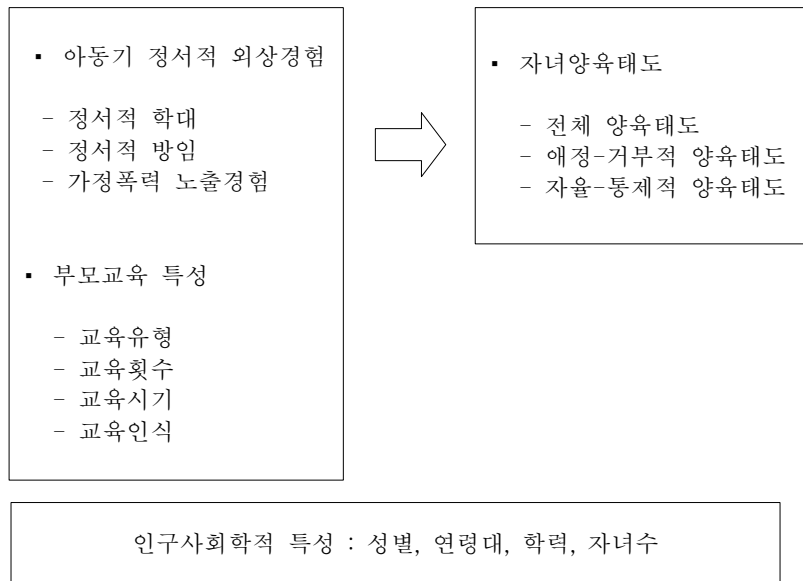 ▪ 아동기 정서적 외상경험
- 정서적 학대
- 정서적 방임
- 가정폭력 노출경험
▪ 부모교육 특성
- 교육유형
- 교육횟수
- 교육시기
- 교육인식
▪ 자녀양육태도
- 전체 양육태도
- 애정-거부적 양육태도
- 자율-통제적 양육태도
인구사회학적 특성 : 성별, 연령대, 학력, 자녀수